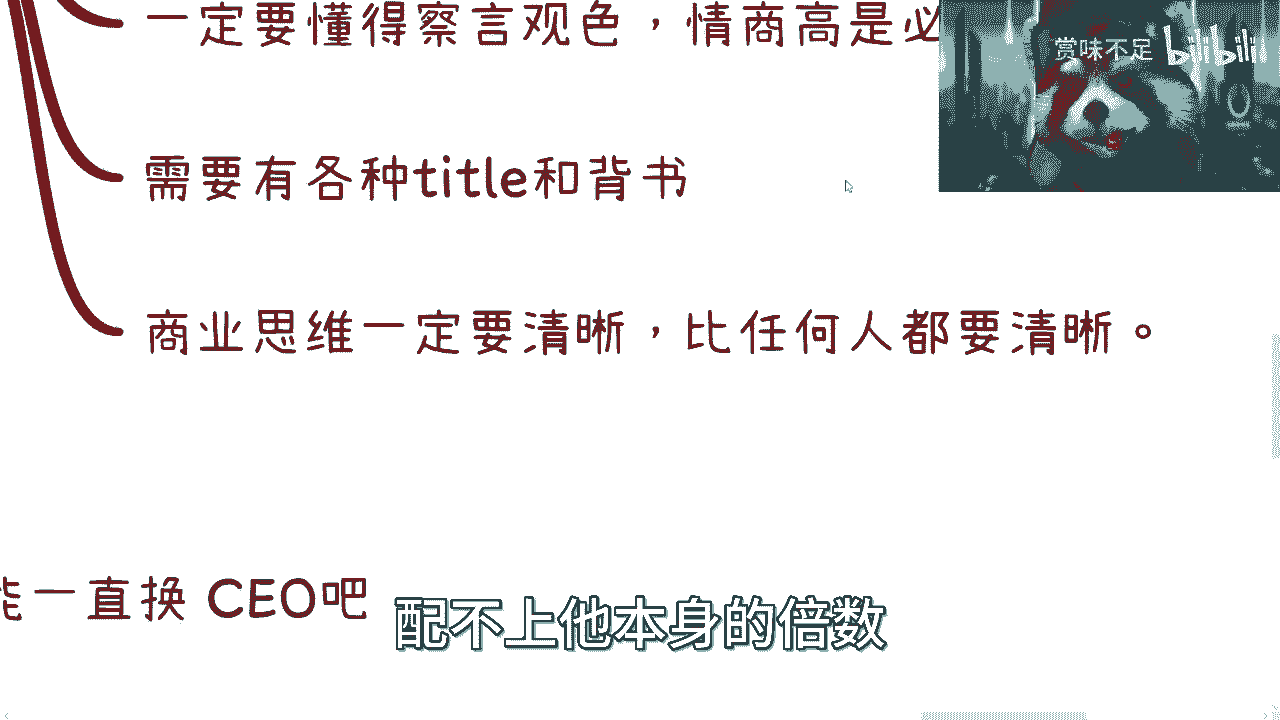 一定要懂得察言观色，情商高是必
赏味不足 bilibili
需要有各种title和背书
商业思维一定要清晰，比任何人都要清晰。
能一直换 CEO吧
配不上他本身的倍数